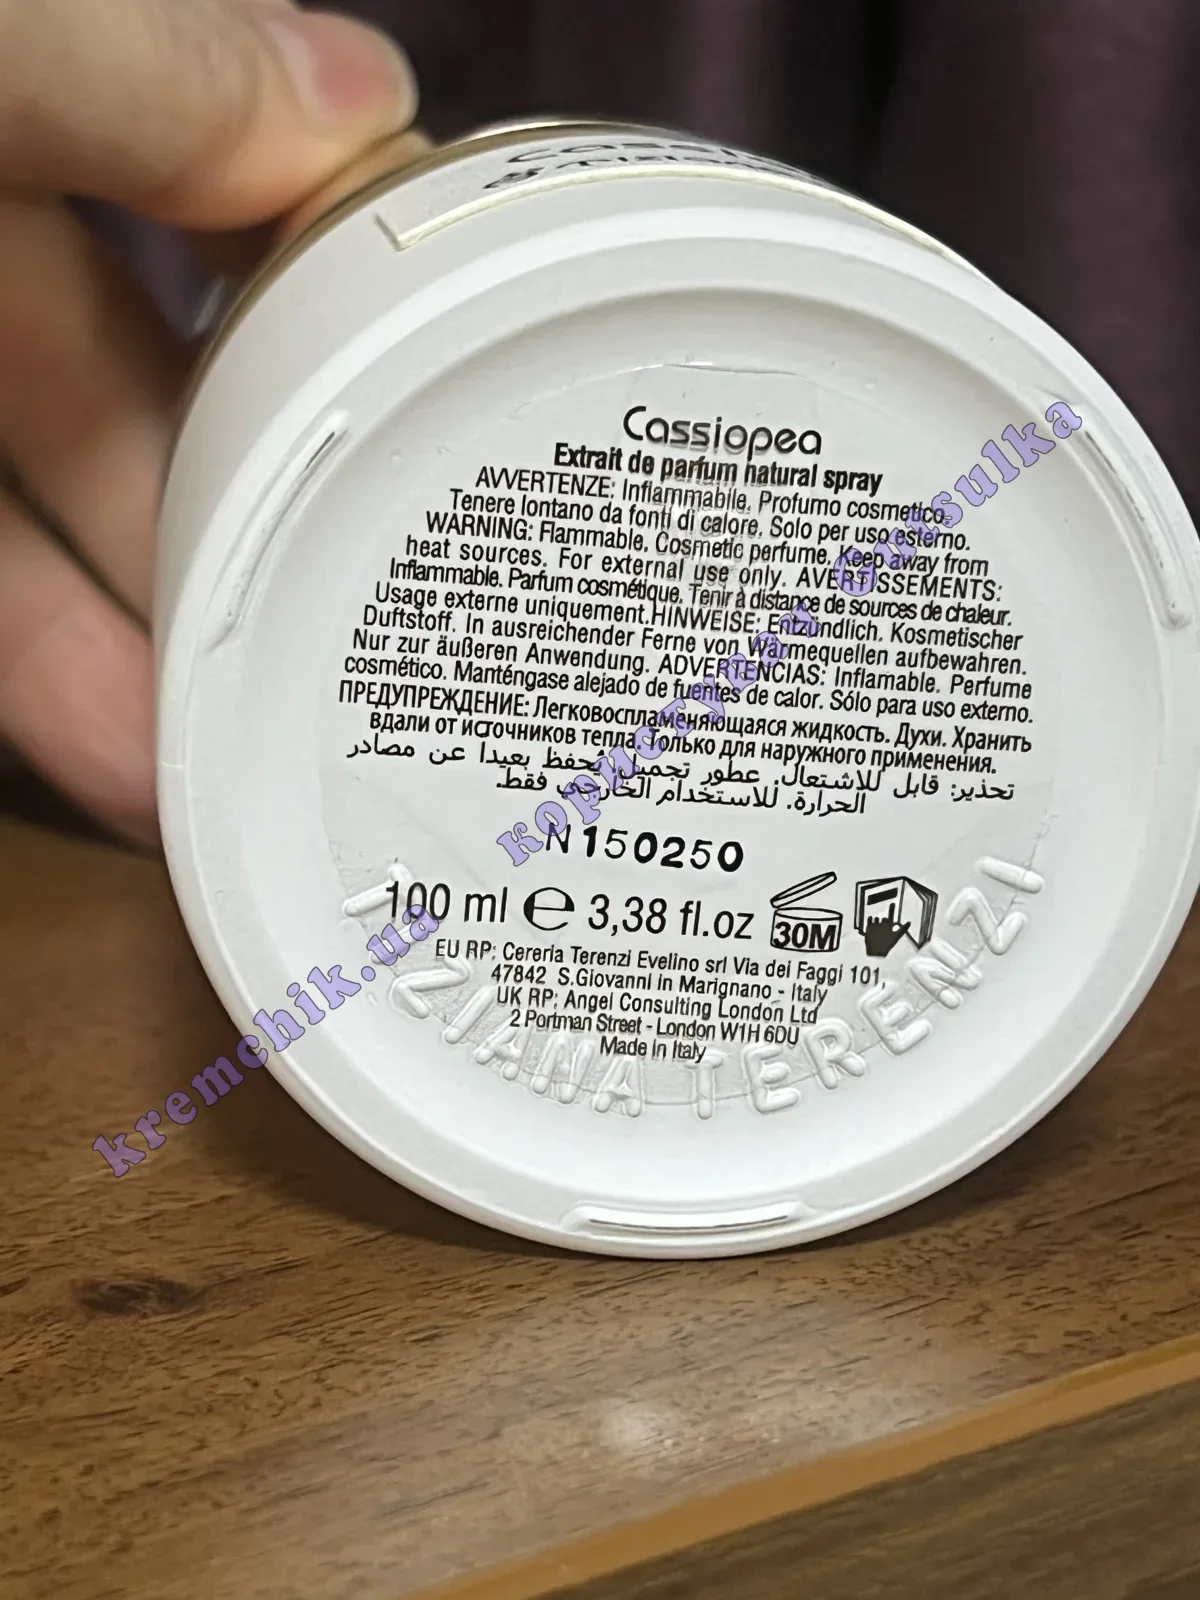 Cassiopea
Extrait de parfum natural spray
AVVERTENZE: Infiammabile. Profumo cosmetico.
Tenere lontano da fonti di calore. Solo per uso esterno.
WARNING: Flammable. Cosmetic perfume. Keep away from
heat sources. For external use only. AVERTISSEMENTS:
Inflammable. Parfum cosmétique. Tenir à distance de sources de chaleur.
Usage externe uniquement.HINWEISE: Entzündlich. Kosmetischer
Duftstoff. In ausreichender Ferne von Wärmequellen aufbewahren.
Nur zur äußeren Anwendung. ADVERTENCIAS: Inflamable. Perfume
cosmético. Manténgase alejado de fuentes de calor. Sólo para uso externo.
ПРЕДУПРЕЖДЕНИЕ: Легковоспламеняющаяся жидкость. Духи. Хранить
вдали от источников тепла. Только для наружного применения.
تحذير: قابل للاشتعال. عطور تجميل. يُحفظ بعيدا عن مصادر
الحرارة. للاستخدام الخارجي فقط.
N 150250
100 ml e 3,38 fl.oz 30M
EU RP: Cereria Terenzi Evelino srl Via dei Faggi 101,
47842 S.Giovanni in Marignano - Italy
UK RP: Angel Consulting London Ltd
2 Portman Street - London W1H 6DU
Made in Italy
TIZIANA TERENZI
kremchik.ua користувач Gutsulka